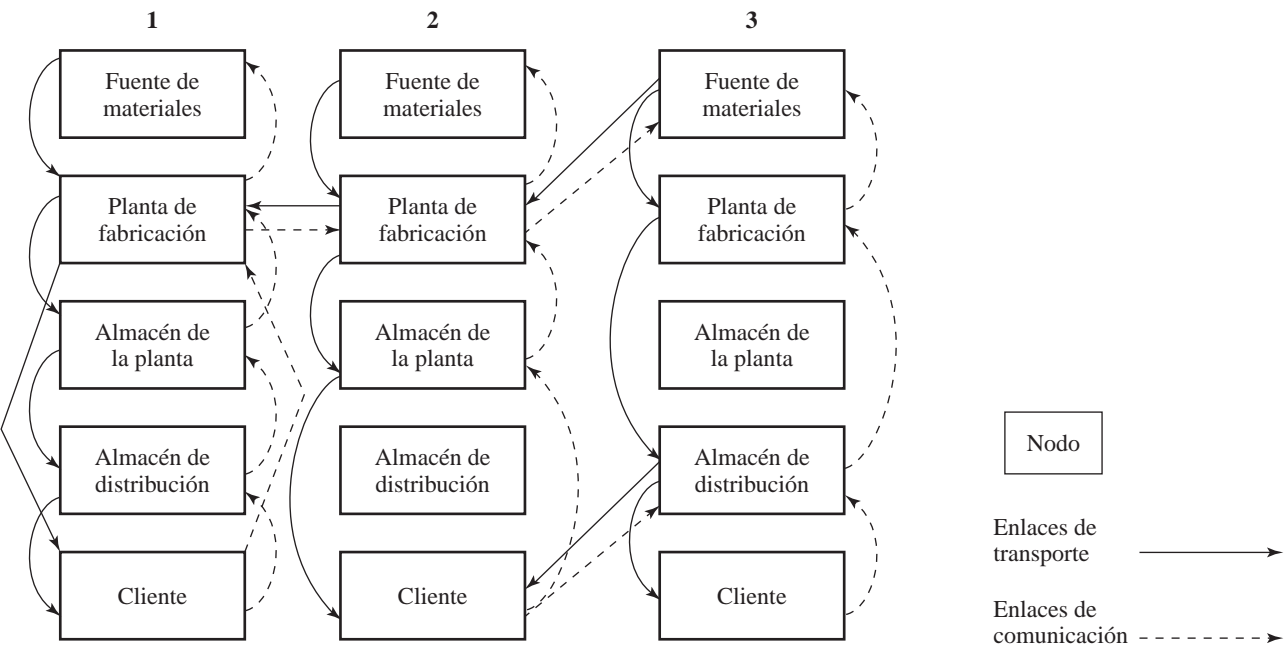 1
2
3
Fuente de
materiales
Fuente de
materiales
Fuente de
materiales
Planta de
fabricación
Planta de
fabricación
Planta de
fabricación
Almacén de
la planta
Almacén de
la planta
Almacén de
la planta
Almacén de
distribución
Almacén de
distribución
Almacén de
distribución
Cliente
Cliente
Cliente
Nodo
Enlaces de
transporte
Enlaces de
comunicación